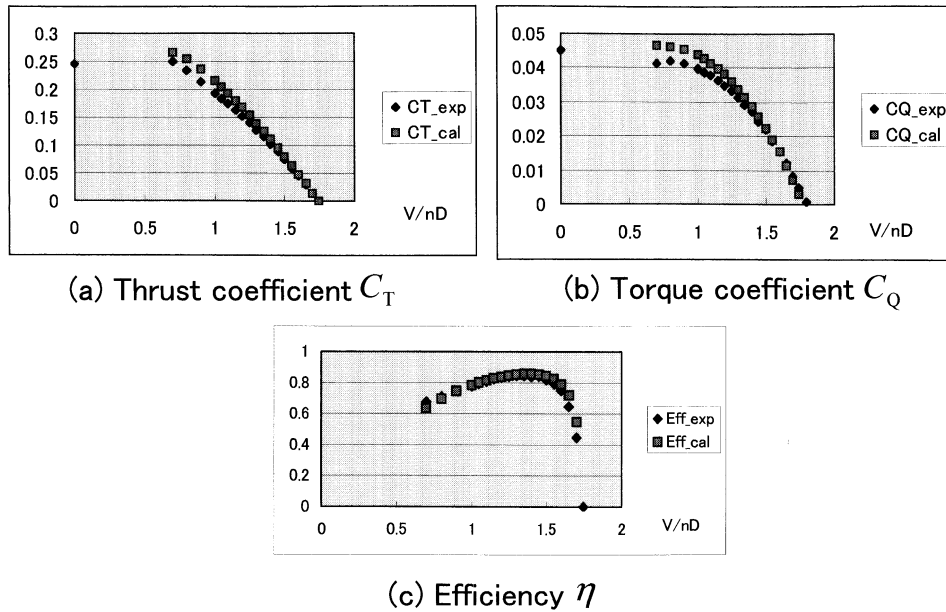 0.3
0.25
0.2
0.15
0.1
0.05
0
0 0.5 1 1.5 2
V/nD
CT_exp
CT_cal
(a) Thrust coefficient C_T
0.05
0.04
0.03
0.02
0.01
0
0 0.5 1 1.5 2
V/nD
CQ_exp
CQ_cal
(b) Torque coefficient C_Q
1
0.8
0.6
0.4
0.2
0
0 0.5 1 1.5 2
V/nD
Eff_exp
Eff_cal
(c) Efficiency η